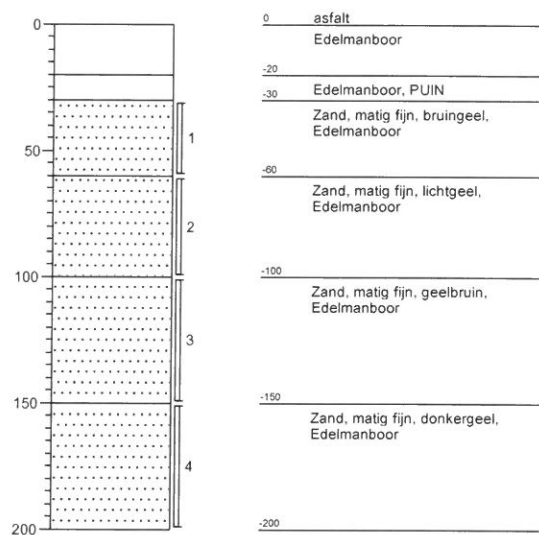 0
50
100
150
200
1
2
3
4
0 asfalt
Edelmanboor
-20
Edelmanboor, PUIN
-30
Zand, matig fijn, bruingeel,
Edelmanboor
-60
Zand, matig fijn, lichtgeel,
Edelmanboor
-100
Zand, matig fijn, geelbruin,
Edelmanboor
-150
Zand, matig fijn, donkergeel,
Edelmanboor
-200